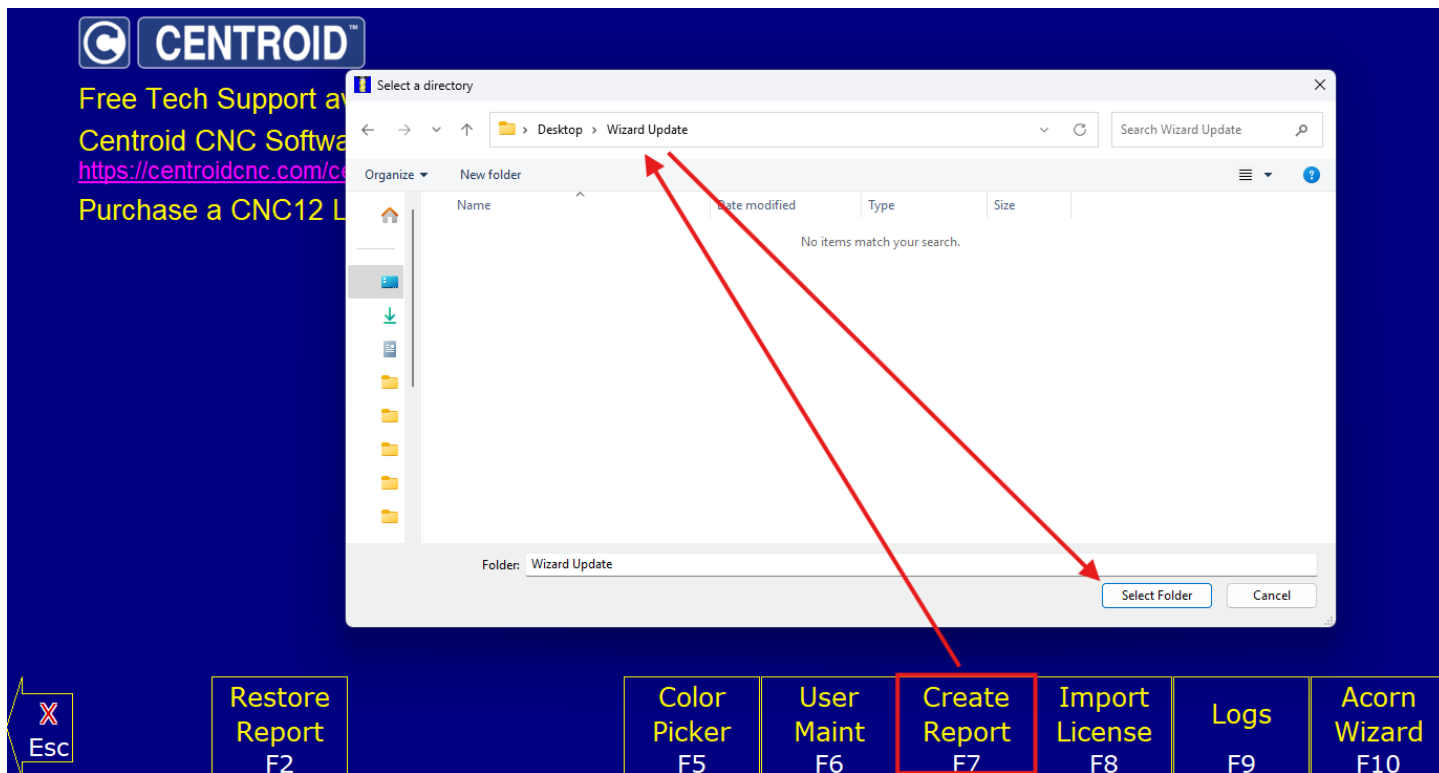 C CENTROID™
Free Tech Support av
Centroid CNC Softwa
https://centroidcnc.com/ce
Purchase a CNC12 L
Select a directory
Desktop > Wizard Update
Search Wizard Update
Organize
New folder
Name Date modified Type Size
No items match your search.
Folder: Wizard Update
Select Folder Cancel
X
Esc
Restore
Report
F2
Color
Picker
F5
User
Maint
F6
Create
Report
F7
Import
License
F8
Logs
F9
Acorn
Wizard
F10